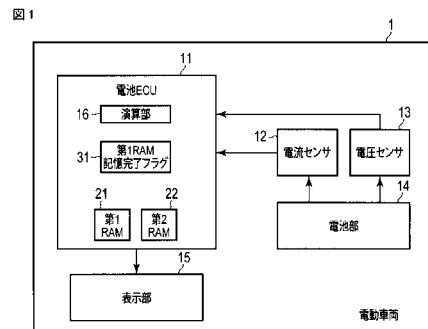 図1
1
11
電池ECU
16
演算部
31
第1RAM
記憶完了フラグ
21
第1
RAM
22
第2
RAM
12
電流センサ
13
電圧センサ
14
電池部
15
表示部
電動車両